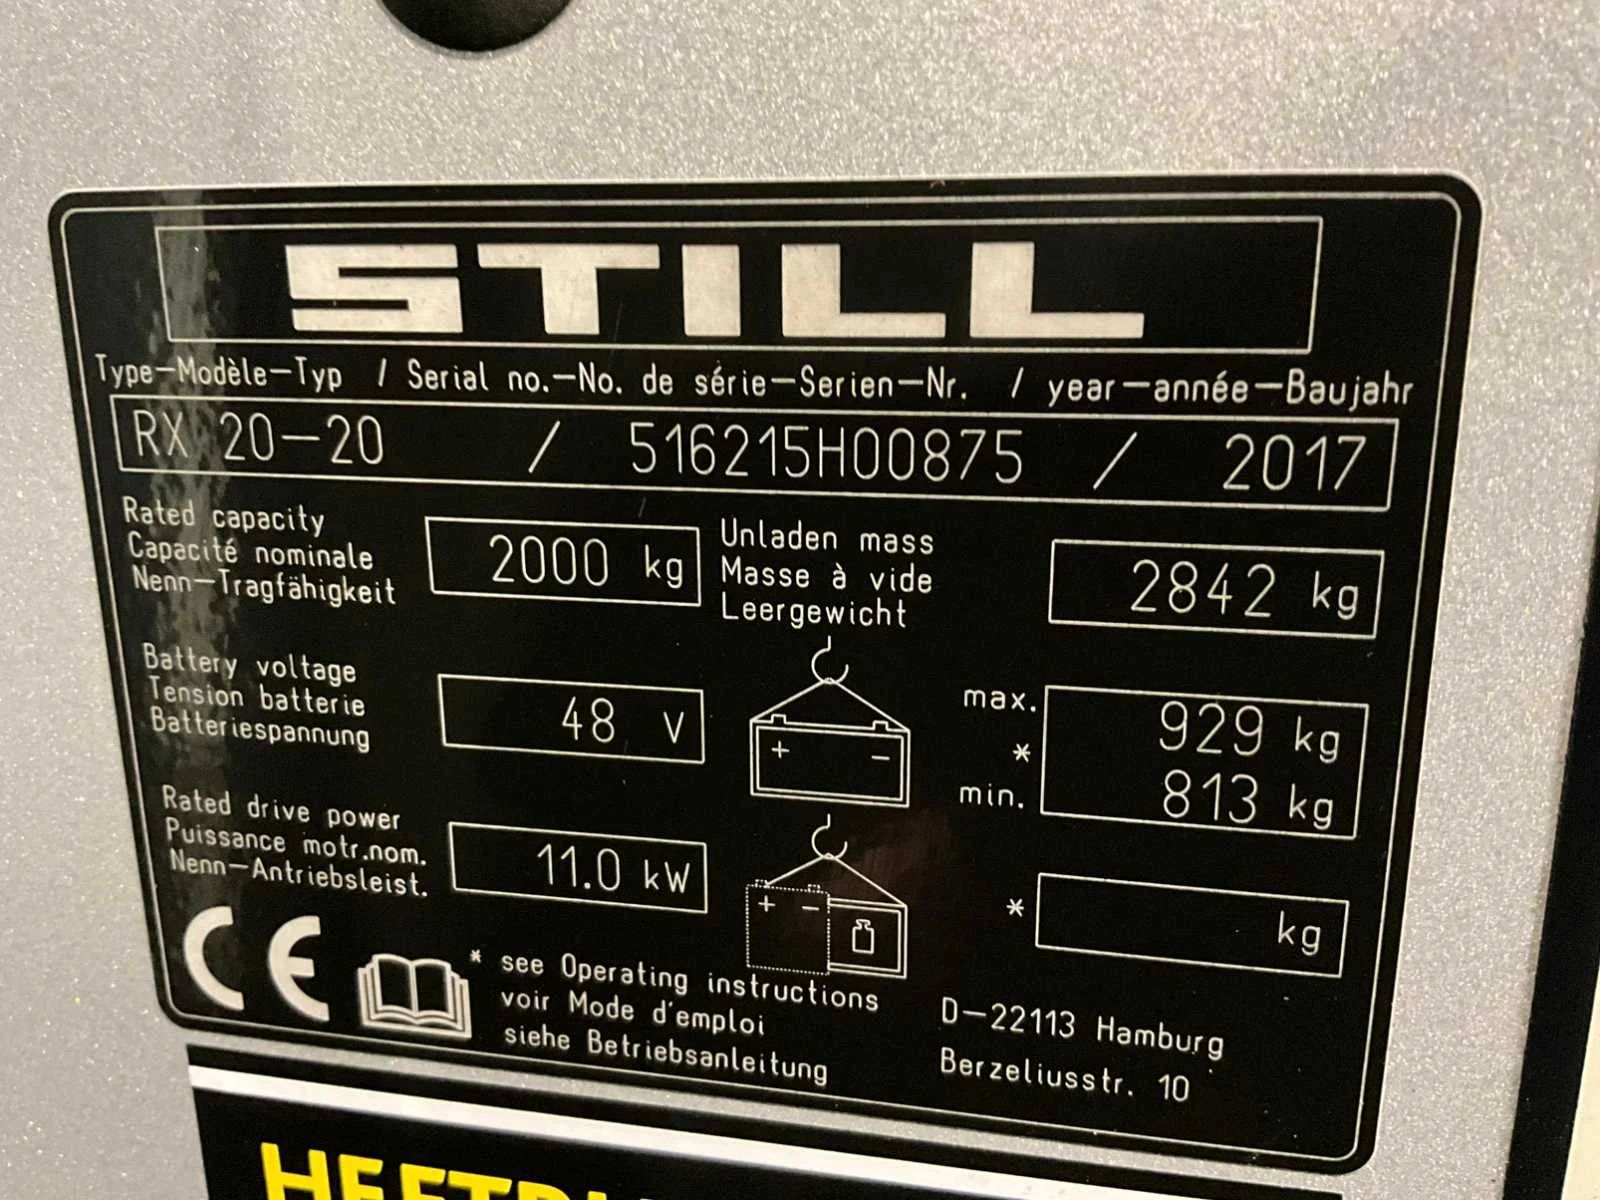 STILL
Type-Modèle-Typ / Serial no.-No. de série-Serien-Nr. / year-année-Baujahr
RX 20-20 / 516215H00875 / 2017
Rated capacity
Capacité nominale
Nenn-Tragfähigkeit
2000 kg
Unladen mass
Masse à vide
Leergewicht
2842 kg
Battery voltage
Tension batterie
Batteriespannung
48 V
+ -
max. 929 kg
*
min. 813 kg
Rated drive power
Puissance motr.nom.
Nenn-Antriebsleist.
11.0 kW
+ -
* kg
CE
* see Operating instructions
voir Mode d'emploi
siehe Betriebsanleitung
D-22113 Hamburg
Berzeliusstr. 10